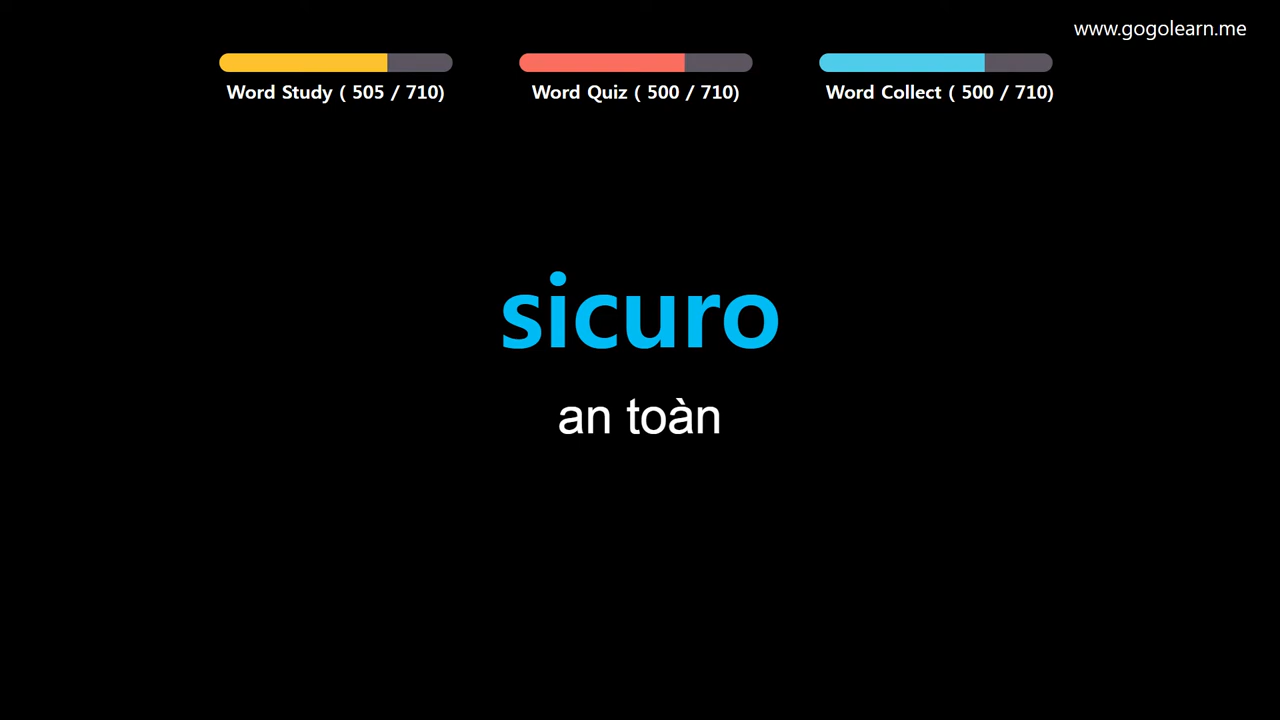 www.gogolearn.me
Word Study ( 505 / 710)
Word Quiz ( 500 / 710)
Word Collect ( 500 / 710)
sicuro
an toàn